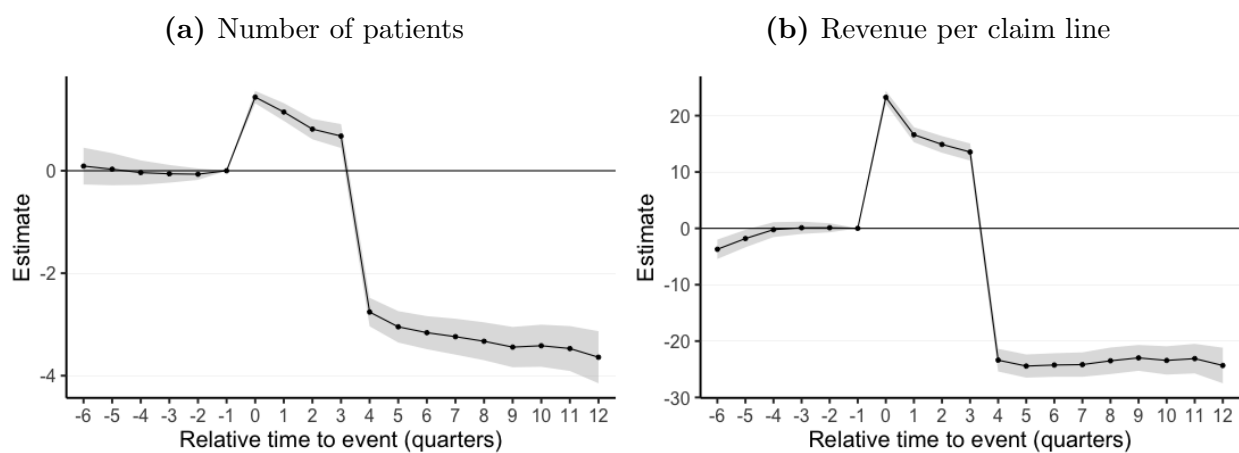 (a) Number of patients
0
-2
-4
Estimate
-6 -5 -4 -3 -2 -1 0 1 2 3 4 5 6 7 8 9 10 11 12
Relative time to event (quarters)
(b) Revenue per claim line
20
10
0
-10
-20
-30
Estimate
-6 -5 -4 -3 -2 -1 0 1 2 3 4 5 6 7 8 9 10 11 12
Relative time to event (quarters)